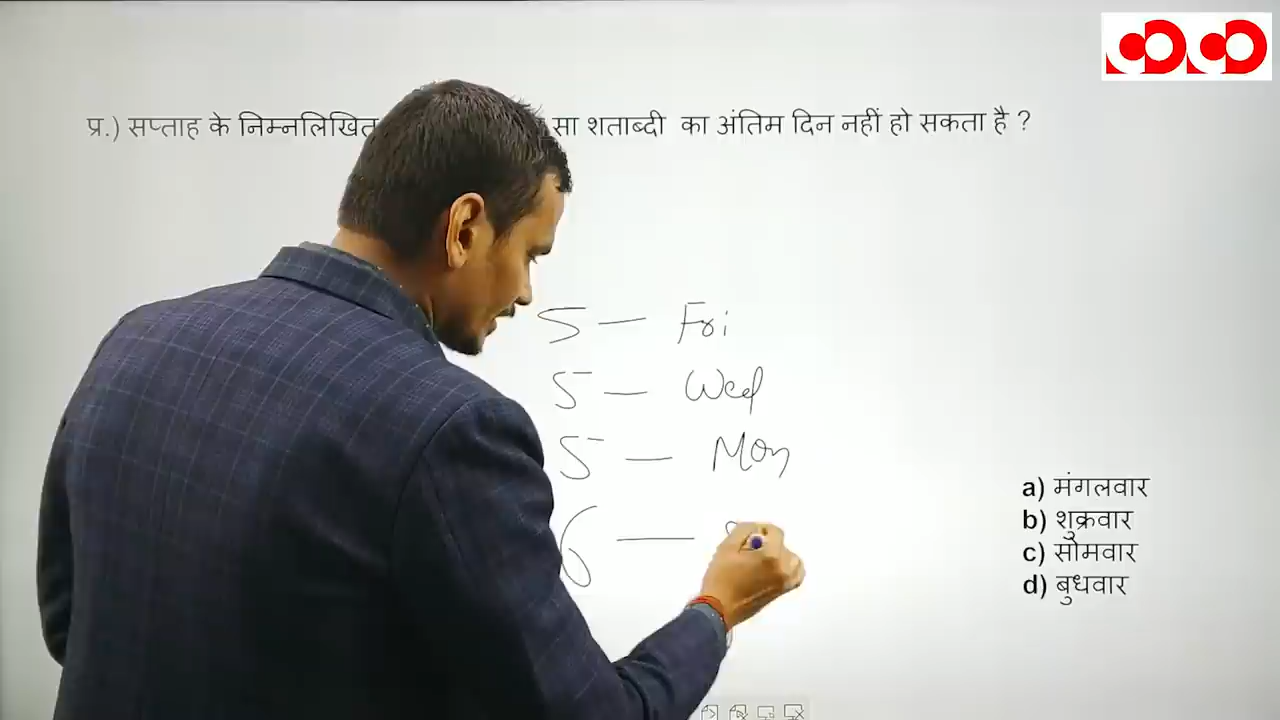 प्र.) सप्ताह के निम्नलिखित सा शताब्दी का अंतिम दिन नहीं हो सकता है ?
5 — Fri
5 — Wed
5 — Mon
6 —
a) मंगलवार
b) शुक्रवार
c) सोमवार
d) बुधवार